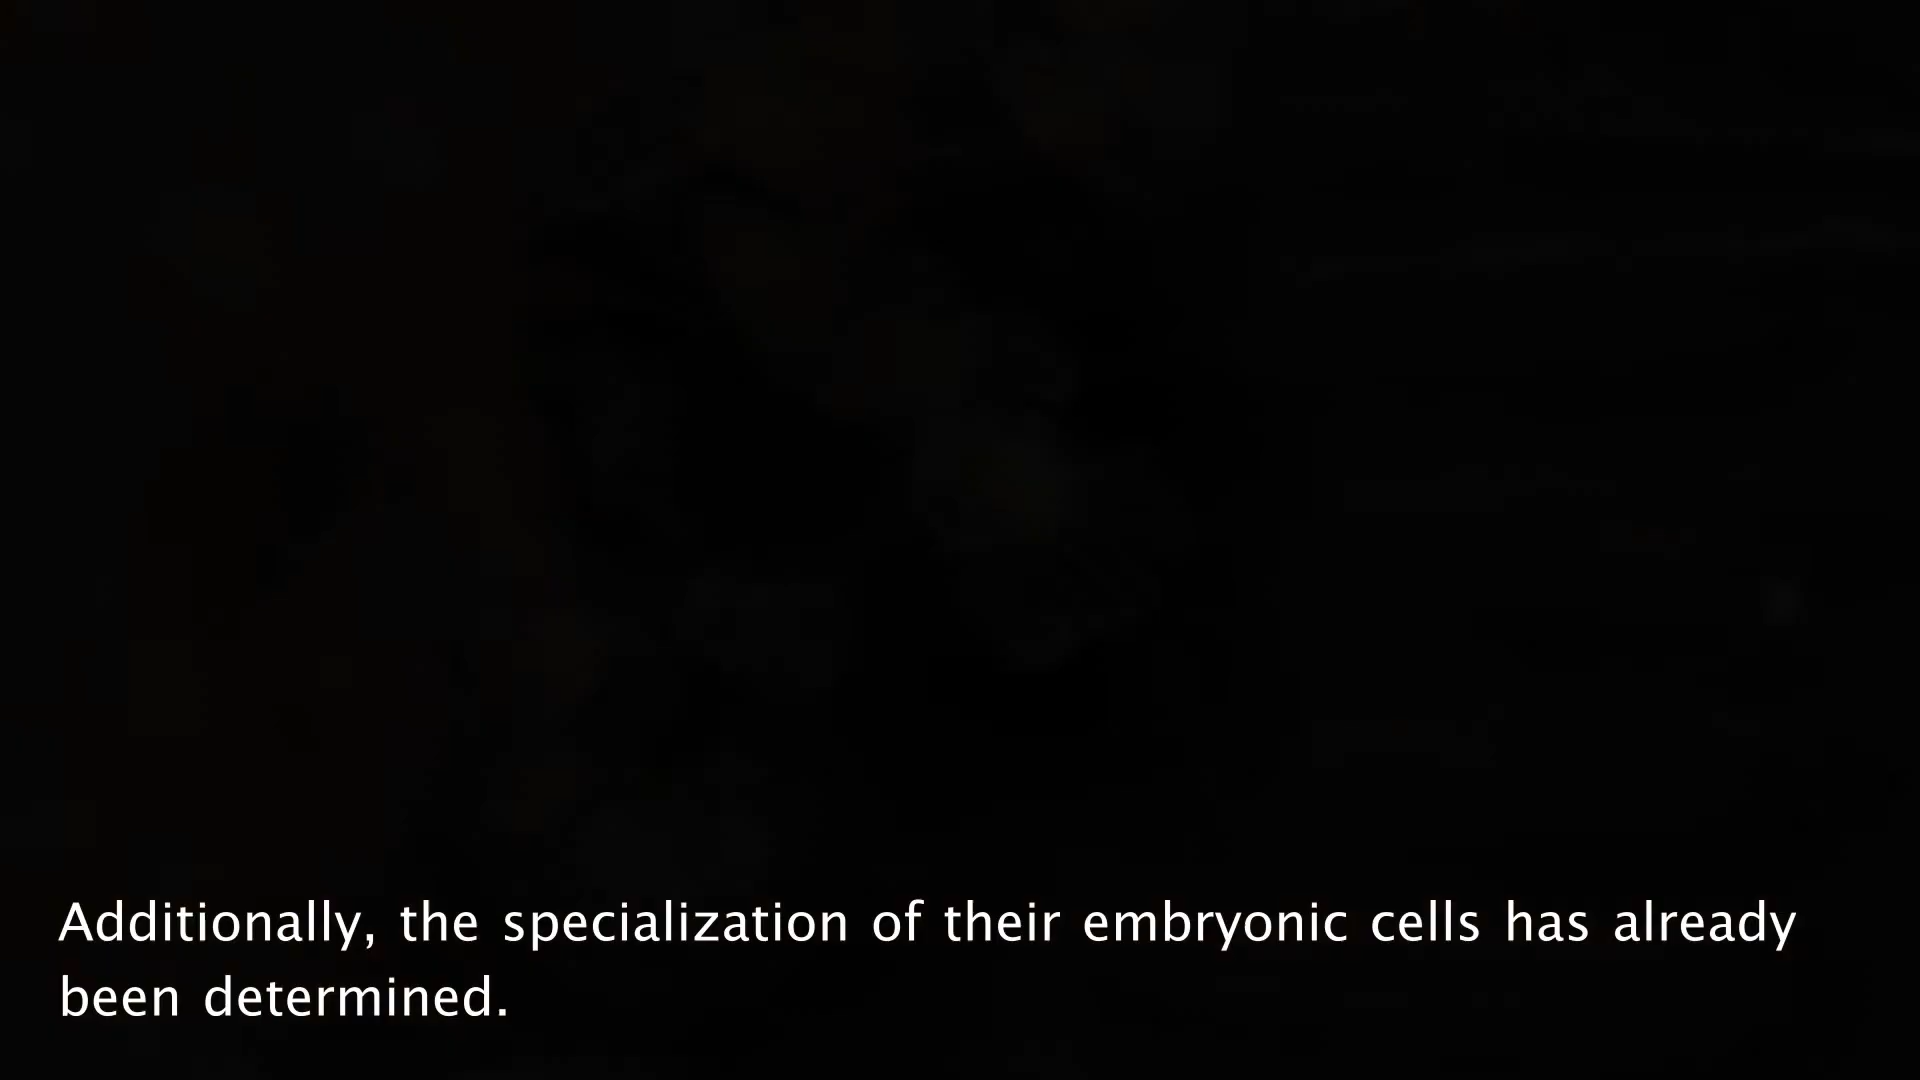 Additionally, the specialization of their embryonic cells has already
been determined.